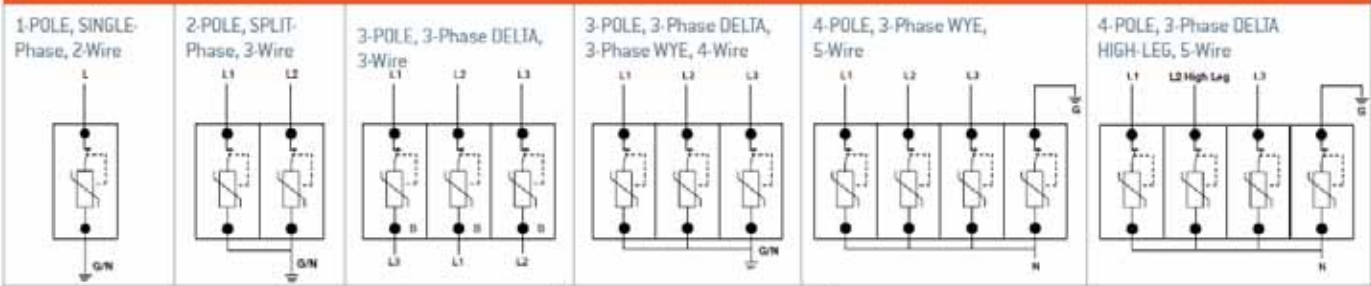 1-POLE, SINGLE-
Phase, 2-Wire
L
G/N
2-POLE, SPLIT-
Phase, 3-Wire
L1 L2
G/N
3-POLE, 3-Phase DELTA,
3-Wire
L1 L2 L3
B B B
L3 L1 L2
3-POLE, 3-Phase DELTA,
3-Phase WYE, 4-Wire
L1 L2 L3
G/N
4-POLE, 3-Phase WYE,
5-Wire
L1 L2 L3
G
N
4-POLE, 3-Phase DELTA
HIGH-LEG, 5-Wire
L1 L2 High Leg L3
G
N